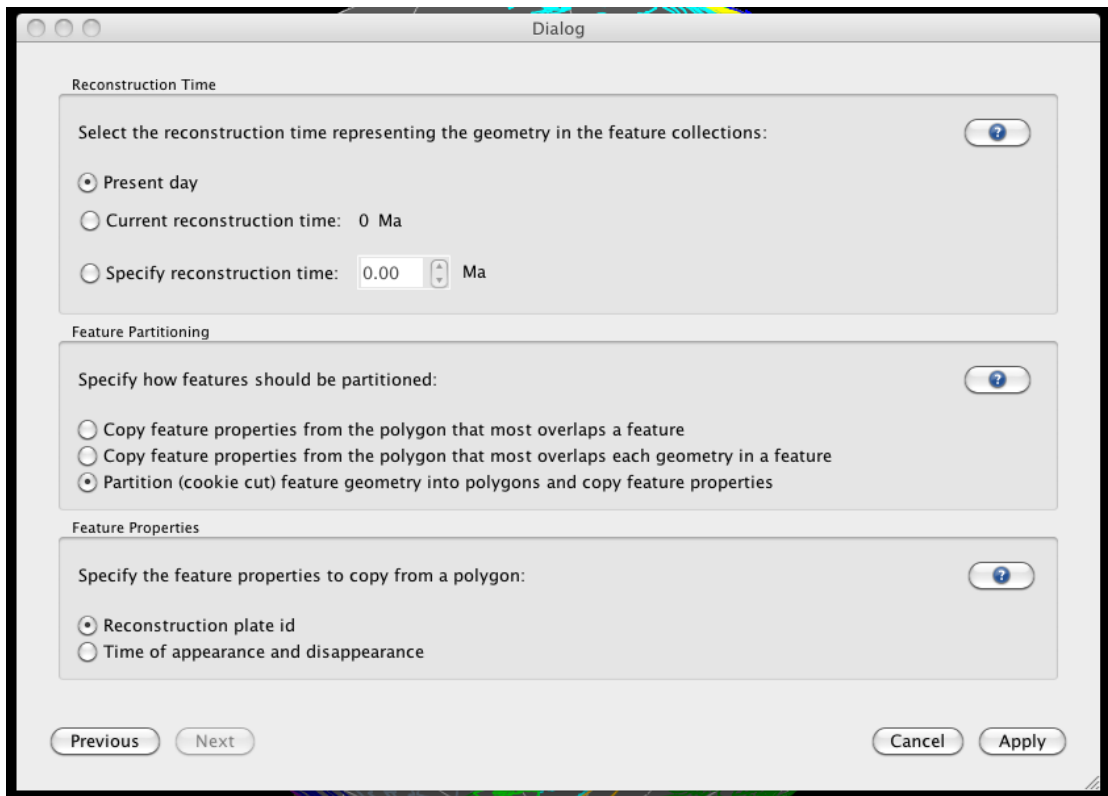 Dialog
Reconstruction Time
Select the reconstruction time representing the geometry in the feature collections:
?
Present day
Current reconstruction time: 0 Ma
Specify reconstruction time: 0.00 Ma
Feature Partitioning
Specify how features should be partitioned:
?
Copy feature properties from the polygon that most overlaps a feature
Copy feature properties from the polygon that most overlaps each geometry in a feature
Partition (cookie cut) feature geometry into polygons and copy feature properties
Feature Properties
Specify the feature properties to copy from a polygon:
?
Reconstruction plate id
Time of appearance and disappearance
Previous Next Cancel Apply